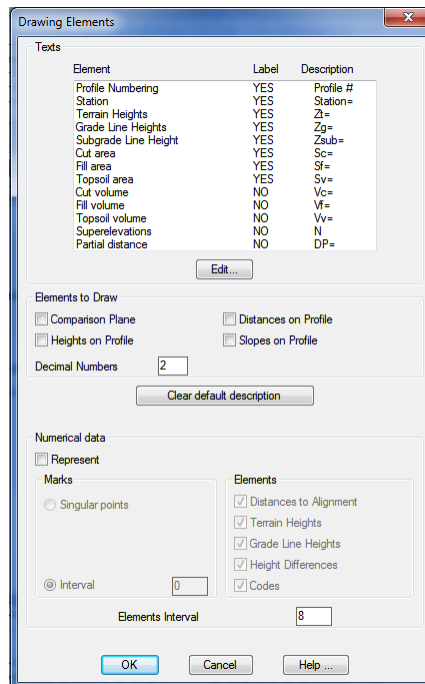 Drawing Elements
Texts
Element Label Description
Profile Numbering YES Profile #
Station YES Station=
Terrain Heights YES Zt=
Grade Line Heights YES Zg=
Subgrade Line Height YES Zsub=
Cut area YES Sc=
Fill area YES Sf=
Topsoil area YES Sv=
Cut volume NO Vc=
Fill volume NO Vf=
Topsoil volume NO Vv=
Superelevations NO N
Partial distance NO DP=
Edit...
Elements to Draw
Comparison Plane Distances on Profile
Heights on Profile Slopes on Profile
Decimal Numbers 2
Clear default description
Numerical data
Represent
Marks Elements
Singular points Distances to Alignment
Terrain Heights
Grade Line Heights
Height Differences
Interval 0 Codes
Elements Interval 8
OK Cancel Help ...